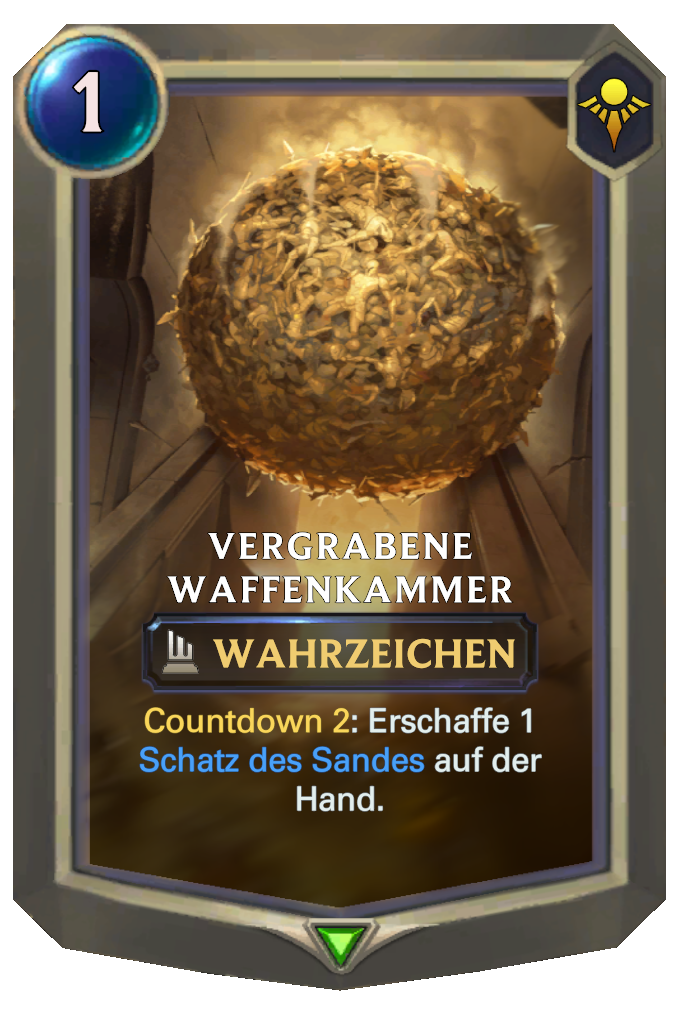 1
VERGRABENE
WAFFENKAMMER
WAHRZEICHEN
Countdown 2: Erschaffe 1
Schatz des Sandes auf der
Hand.